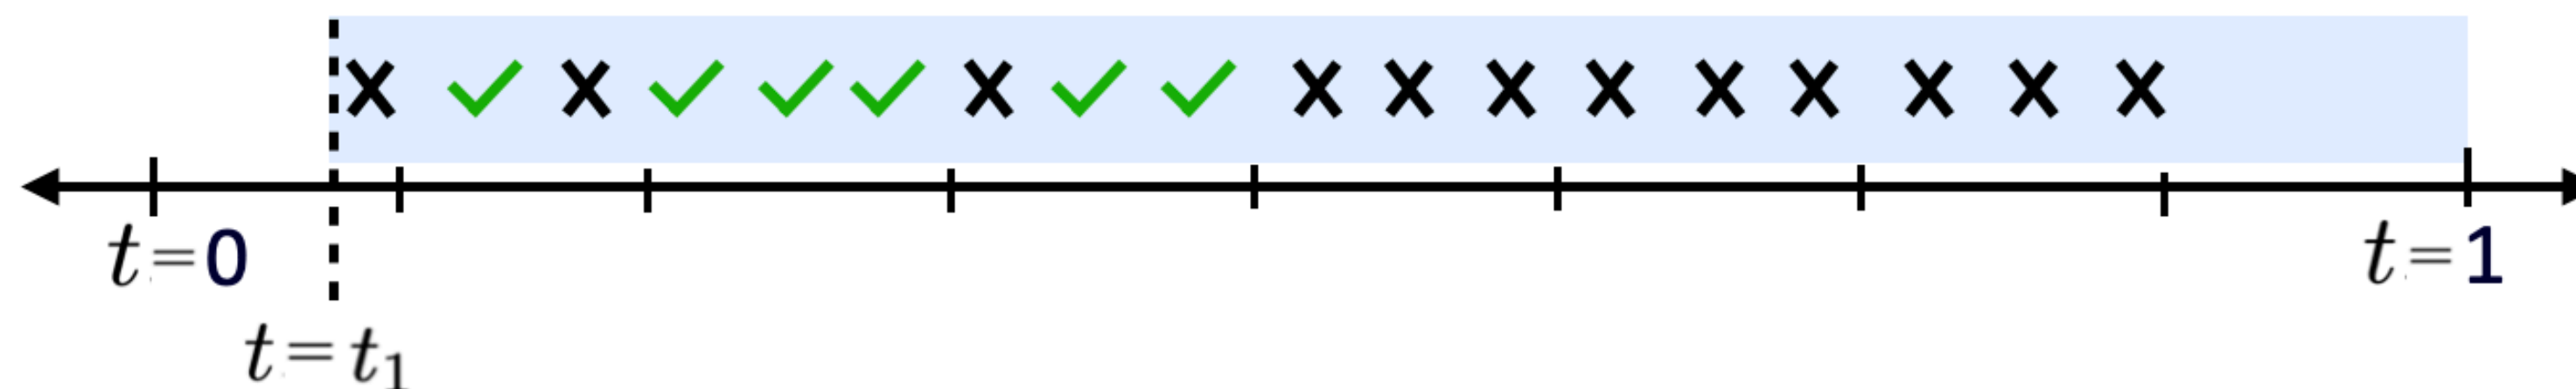 X ✓ X ✓ ✓ ✓ X ✓ ✓ X X X X X X X X X
t=0 t=1
t=t₁